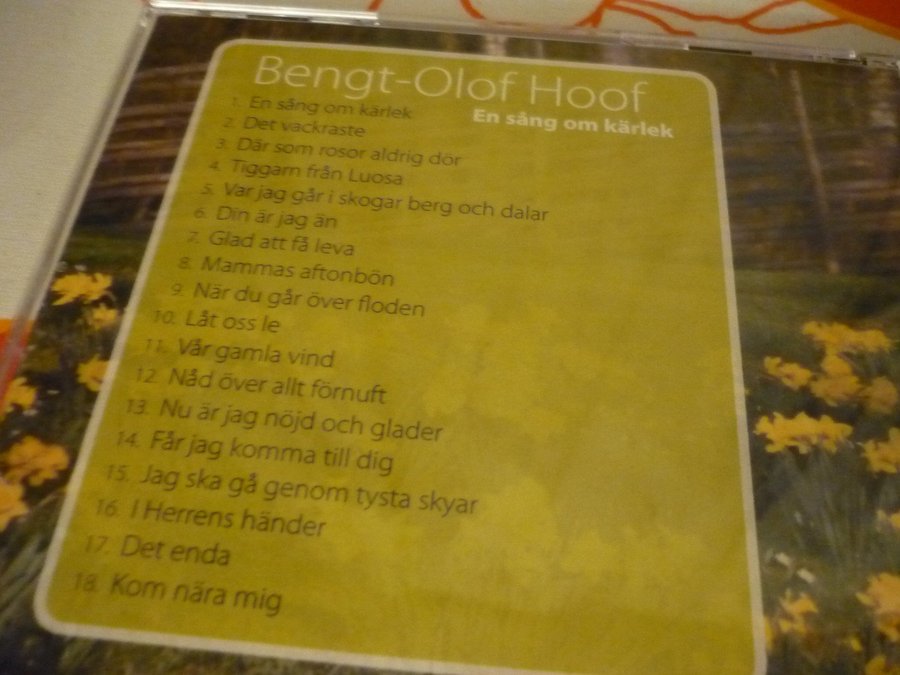 Bengt-Olof Hoof
En sång om kärlek
1. En sång om kärlek
2. Det vackraste
3. Där som rosor aldrig dör
4. Tiggarn från Luosa
5. Var jag går i skogar berg och dalar
6. Din är jag än
7. Glad att få leva
8. Mammas aftonbön
9. När du går över floden
10. Låt oss le
11. Vår gamla vind
12. Nåd över allt förnuft
13. Nu är jag nöjd och glader
14. Får jag komma till dig
15. Jag ska gå genom tysta skyar
16. I Herrens händer
17. Det enda
18. Kom nära mig